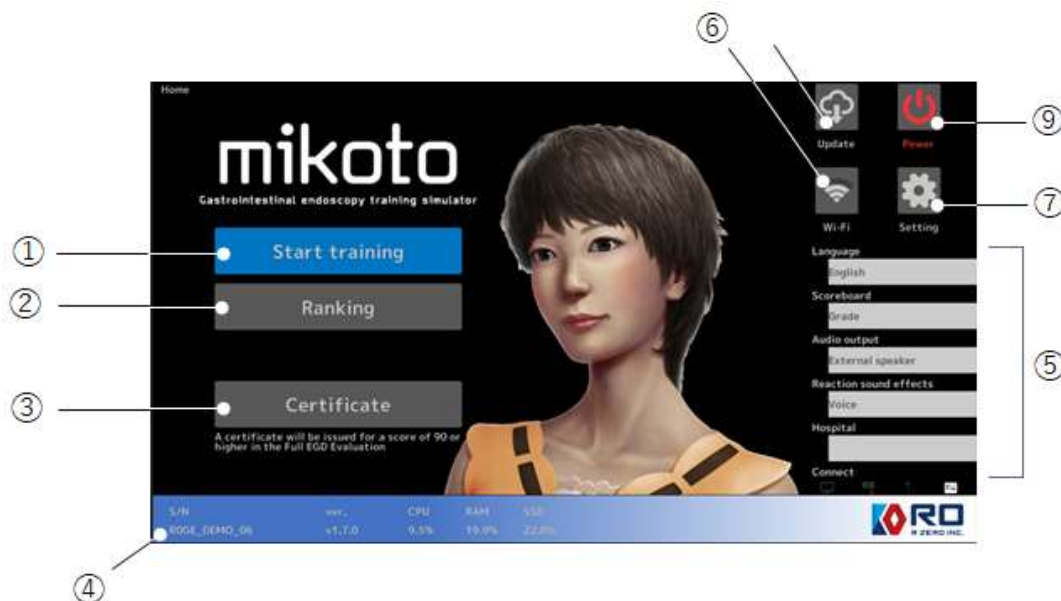 ⑥
Home
mikoto
Gastrointestinal endoscopy training simulator
Update
Power
⑨
Wi-Fi
Setting
⑦
① Start training
② Ranking
③ Certificate
A certificate will be issued for a score of 90 or
higher in the Full EGD Evaluation
Language
English
Scoreboard
Grade
Audio output
External speaker
Reaction sound effects
Voice
Hospital
Connect
⑤
S/N ver. CPU RAM SSD
v1.7.0 9.5% 19.9%
④
RO
R ZERO INC.